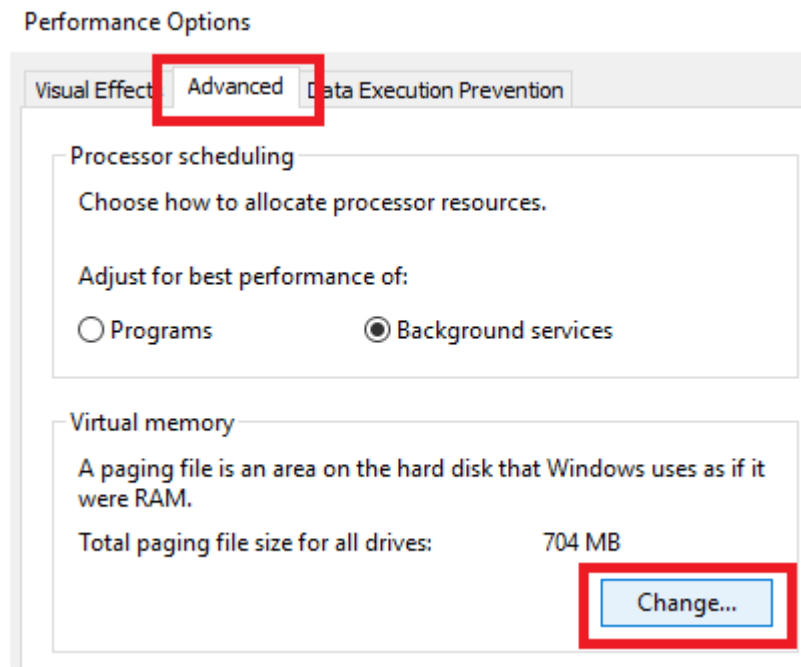 Performance Options
Visual Effect Advanced Data Execution Prevention
Processor scheduling
Choose how to allocate processor resources.
Adjust for best performance of:
Programs Background services
Virtual memory
A paging file is an area on the hard disk that Windows uses as if it
were RAM.
Total paging file size for all drives: 704 MB
Change...